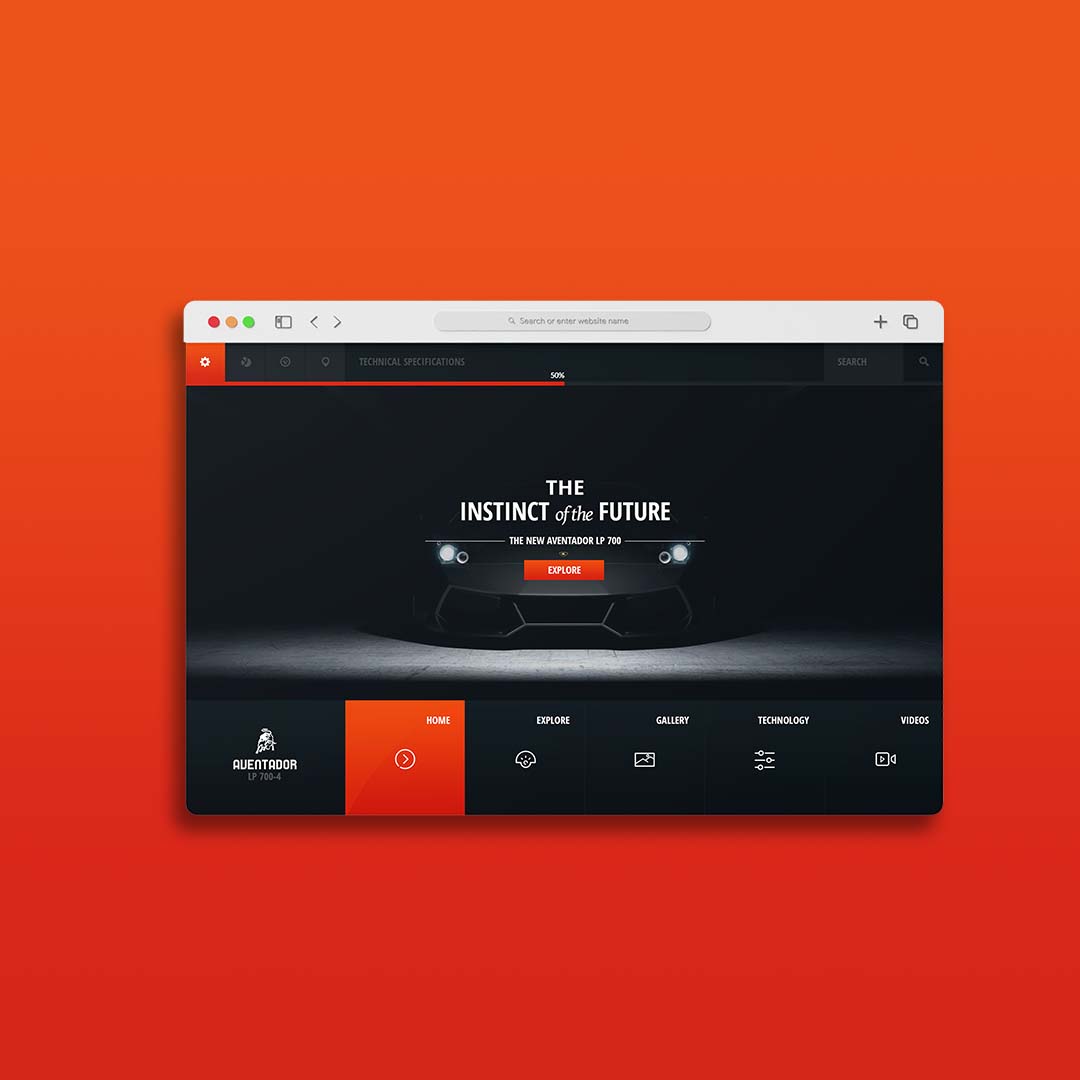 Search or enter website name
TECHNICAL SPECIFICATIONS
SEARCH
50%
THE
INSTINCT of the FUTURE
THE NEW AVENTADOR LP 700
EXPLORE
HOME
EXPLORE
GALLERY
TECHNOLOGY
VIDEOS
AVENTADOR
LP 700-4